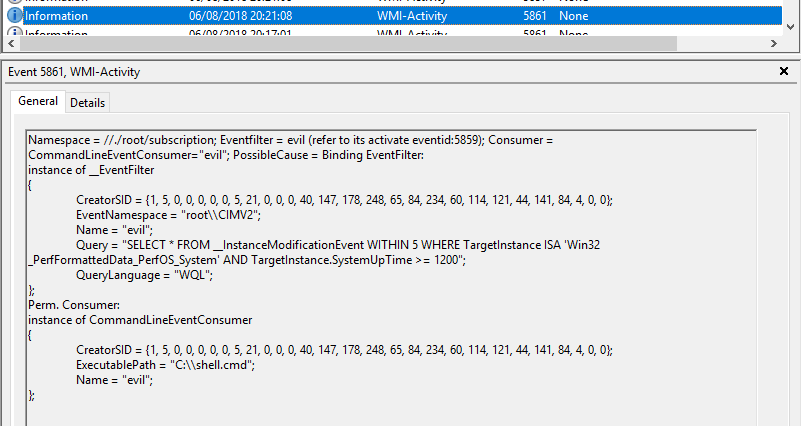 Information 06/08/2018 20:21:08 WMI-Activity 5861 None
Information 06/08/2018 20:17:01 WMI-Activity 5861 None
Event 5861, WMI-Activity
General Details
Namespace = //./root/subscription; Eventfilter = evil (refer to its activate eventid:5859); Consumer =
CommandLineEventConsumer="evil"; PossibleCause = Binding EventFilter:
instance of __EventFilter
{
CreatorSID = {1, 5, 0, 0, 0, 0, 0, 5, 21, 0, 0, 0, 40, 147, 178, 248, 65, 84, 234, 60, 114, 121, 44, 141, 84, 4, 0, 0};
EventNamespace = "root\\CIMV2";
Name = "evil";
Query = "SELECT * FROM __InstanceModificationEvent WITHIN 5 WHERE TargetInstance ISA 'Win32
_PerfFormattedData_PerfOS_System' AND TargetInstance.SystemUpTime >= 1200";
QueryLanguage = "WQL";
};
Perm. Consumer:
instance of CommandLineEventConsumer
{
CreatorSID = {1, 5, 0, 0, 0, 0, 0, 5, 21, 0, 0, 0, 40, 147, 178, 248, 65, 84, 234, 60, 114, 121, 44, 141, 84, 4, 0, 0};
ExecutablePath = "C:\\shell.cmd";
Name = "evil";
};